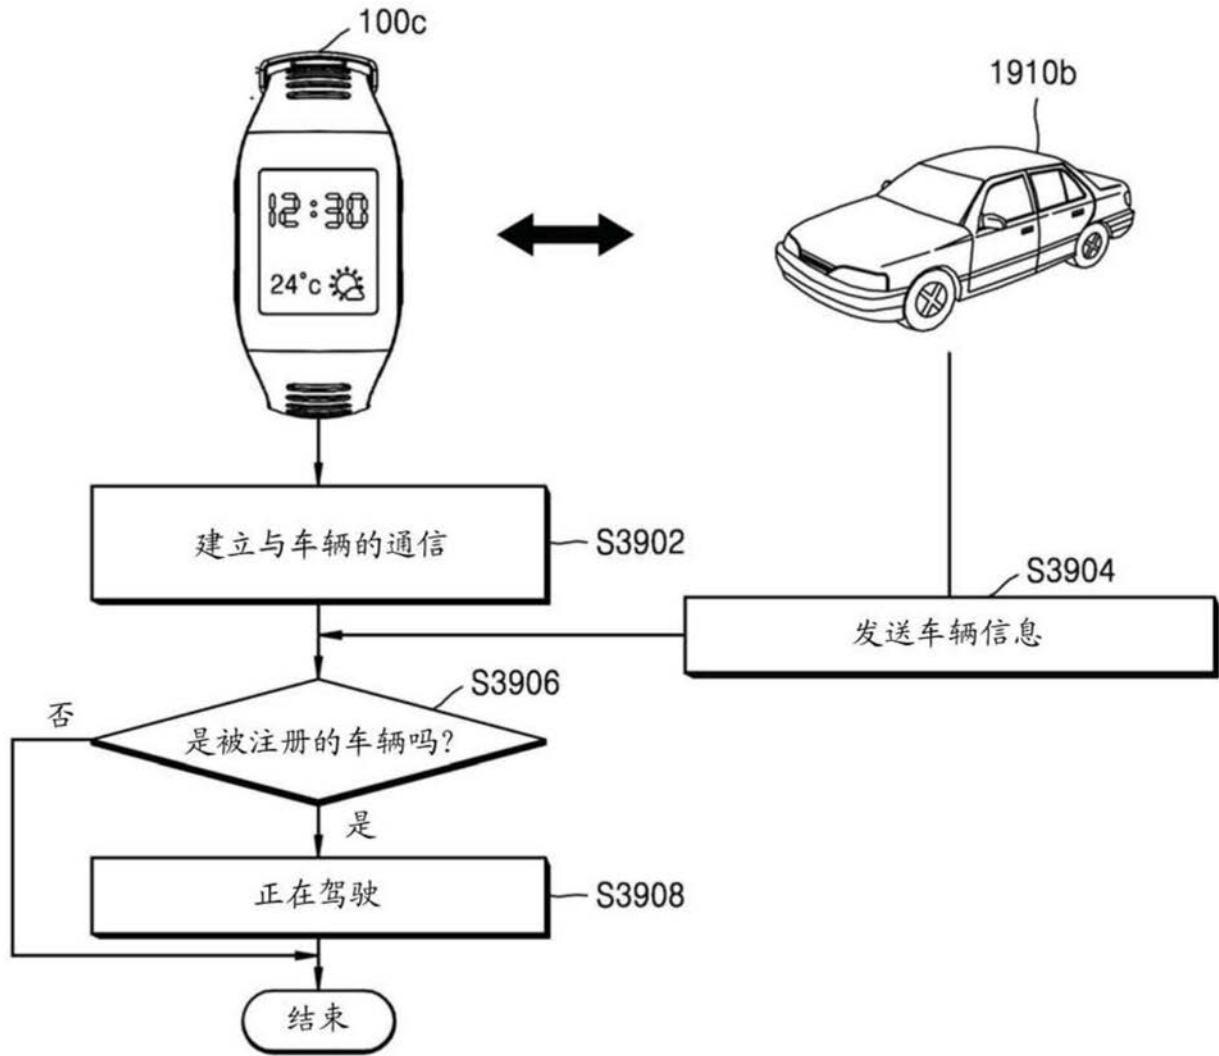 100c
1910b
12:30
24°c
建立与车辆的通信
S3902
S3904
发送车辆信息
S3906
否
是被注册的车辆吗?
是
正在驾驶
S3908
结束